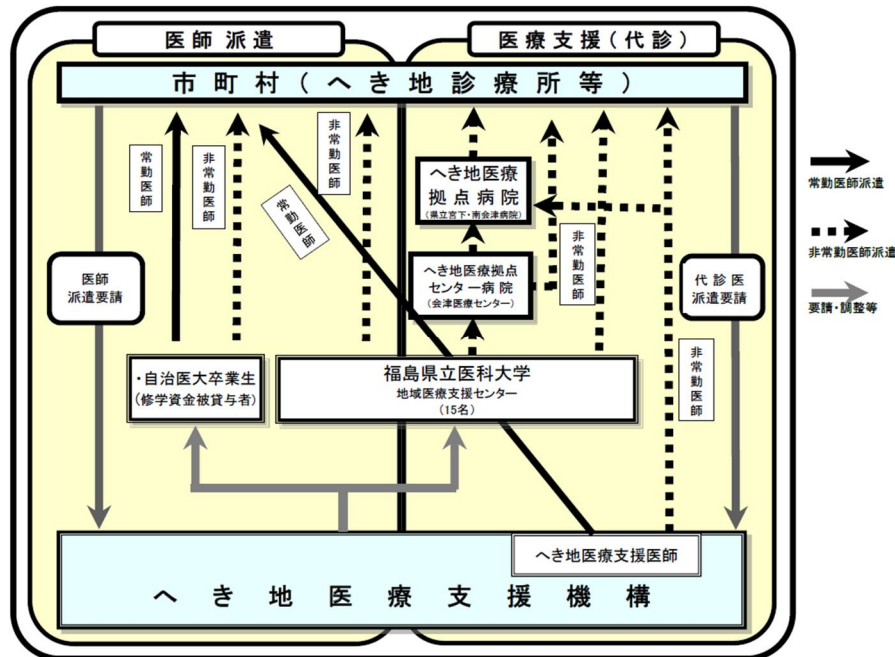 医師派遣
医療支援(代診)
市町村(へき地診療所等)
常勤医師
非常勤医師
常勤医師
非常勤医師
へき地医療
拠点病院
(県立宮下・南会津病院)
へき地医療拠点
センター病院
(会津医療センター)
非常勤医師
医師
派遣要請
代診医
派遣要請
非常勤医師
・自治医大卒業生
(修学資金被貸与者)
福島県立医科大学
地域医療支援センター
(15名)
へき地医療支援医師
へき地医療支援機構
常勤医師派遣
非常勤医師派遣
要請・調整等